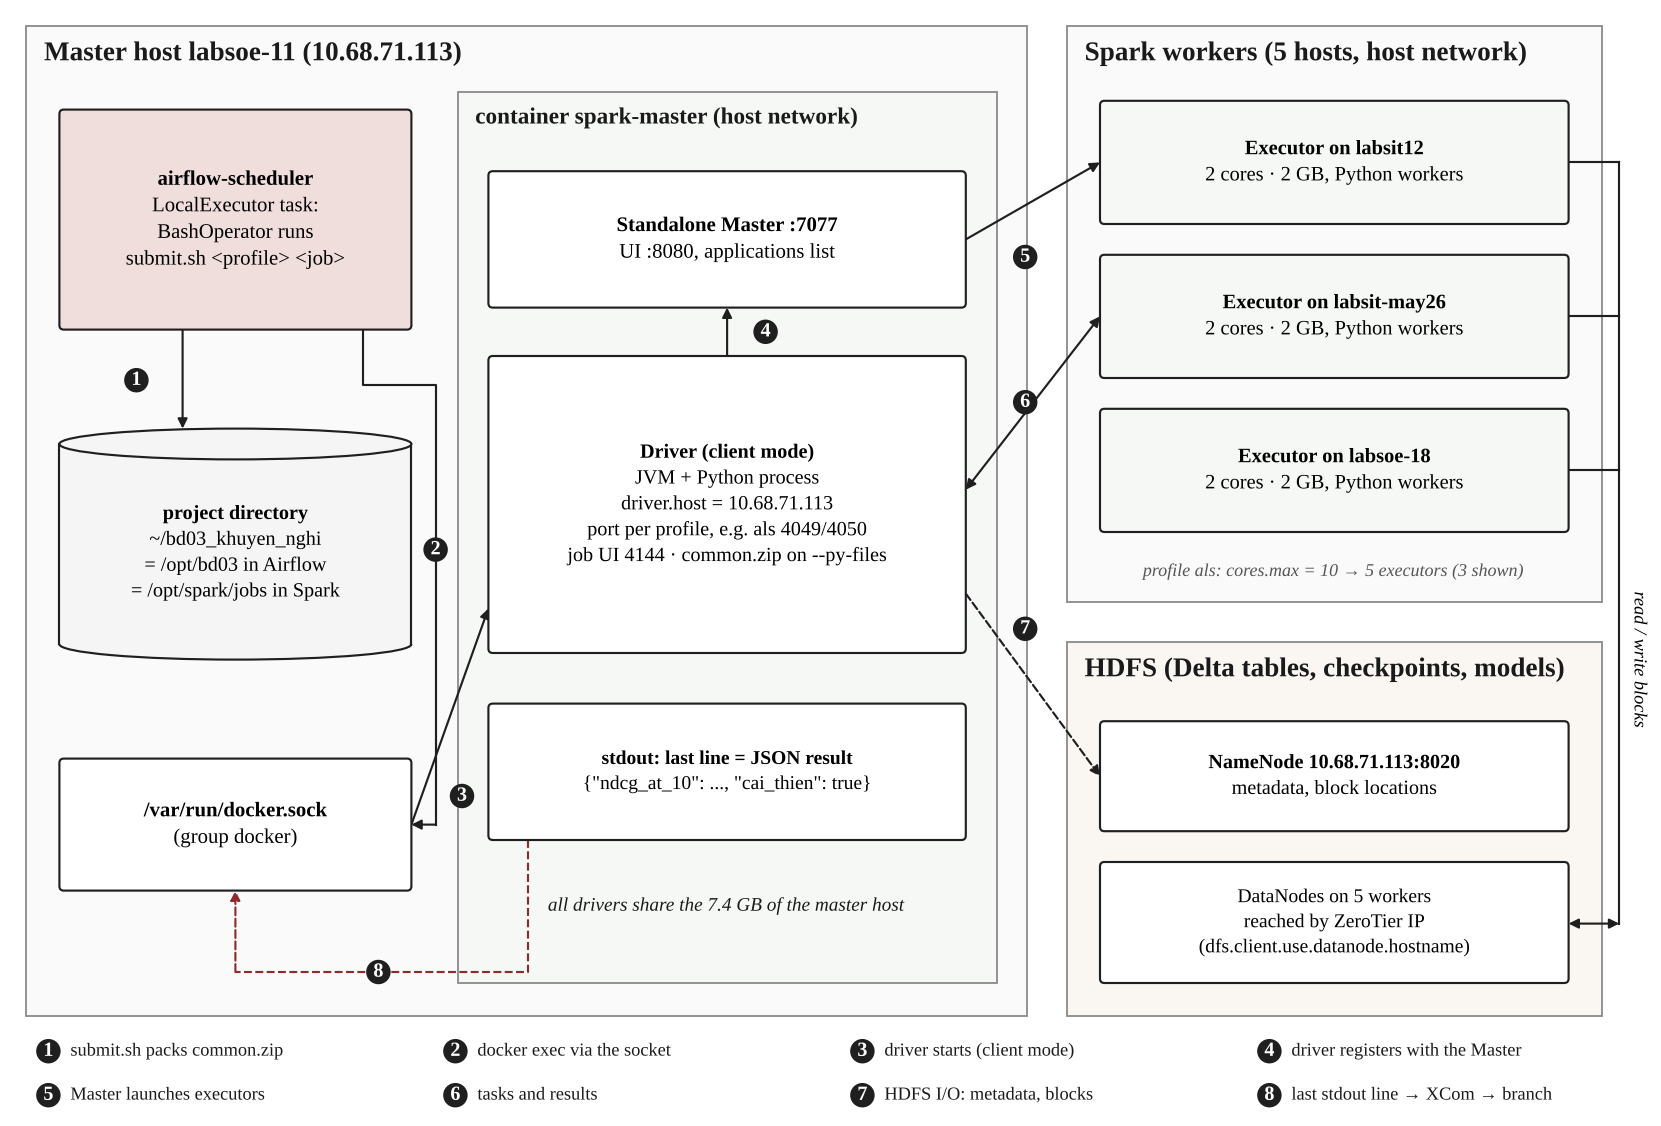 Master host labsoe-11 (10.68.71.113)
airflow-scheduler
LocalExecutor task:
BashOperator runs
submit.sh <profile> <job>
1
project directory
~/bd03_khuyen_nghi
= /opt/bd03 in Airflow
= /opt/spark/jobs in Spark
2
/var/run/docker.sock
(group docker)
3
8
container spark-master (host network)
Standalone Master :7077
UI :8080, applications list
4
Driver (client mode)
JVM + Python process
driver.host = 10.68.71.113
port per profile, e.g. als 4049/4050
job UI 4144 · common.zip on --py-files
stdout: last line = JSON result
{"ndcg_at_10": ..., "cai_thien": true}
all drivers share the 7.4 GB of the master host
5
6
7
Spark workers (5 hosts, host network)
Executor on labsit12
2 cores · 2 GB, Python workers
Executor on labsit-may26
2 cores · 2 GB, Python workers
Executor on labsoe-18
2 cores · 2 GB, Python workers
profile als: cores.max = 10 → 5 executors (3 shown)
read / write blocks
HDFS (Delta tables, checkpoints, models)
NameNode 10.68.71.113:8020
metadata, block locations
DataNodes on 5 workers
reached by ZeroTier IP
(dfs.client.use.datanode.hostname)
1 submit.sh packs common.zip
2 docker exec via the socket
3 driver starts (client mode)
4 driver registers with the Master
5 Master launches executors
6 tasks and results
7 HDFS I/O: metadata, blocks
8 last stdout line → XCom → branch